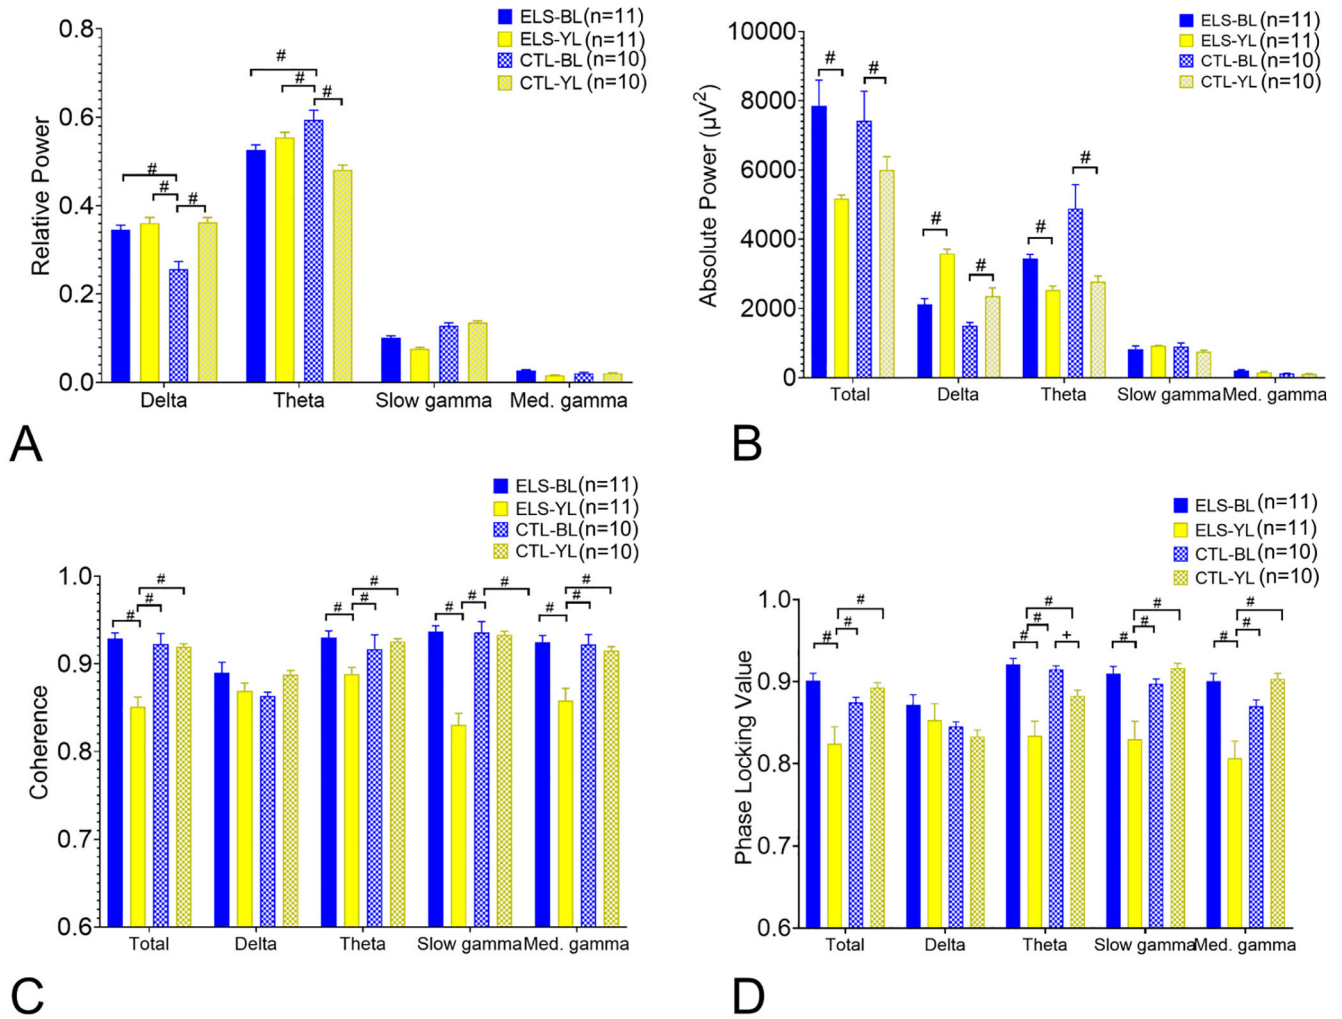 ELS-BL (n=11)
ELS-YL (n=11)
CTL-BL (n=10)
CTL-YL (n=10)
Relative Power
0.8
0.6
0.4
0.2
0.0
# # #
# # #
Delta Theta Slow gamma Med. gamma
A
ELS-BL (n=11)
ELS-YL (n=11)
CTL-BL (n=10)
CTL-YL (n=10)
Absolute Power (µV²)
10000
8000
6000
4000
2000
0
# #
# #
# #
Total Delta Theta Slow gamma Med. gamma
B
ELS-BL (n=11)
ELS-YL (n=11)
CTL-BL (n=10)
CTL-YL (n=10)
Coherence
1.0
0.9
0.8
0.7
0.6
# # #
# # #
# # #
# # #
Total Delta Theta Slow gamma Med. gamma
C
ELS-BL (n=11)
ELS-YL (n=11)
CTL-BL (n=10)
CTL-YL (n=10)
Phase Locking Value
1.0
0.9
0.8
0.7
0.6
# # #
# # # +
# # #
# # #
Total Delta Theta Slow gamma Med. gamma
D